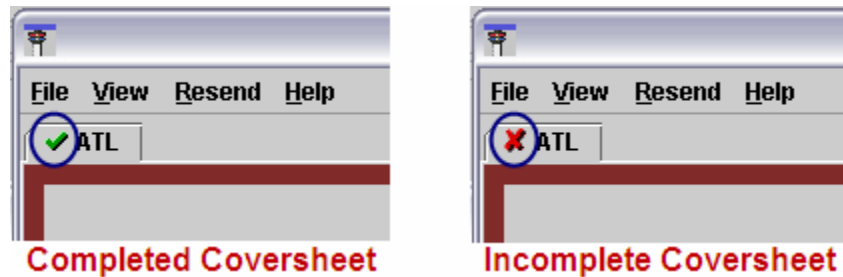 File View Resend Help
ATL
Completed Coversheet
File View Resend Help
ATL
Incomplete Coversheet